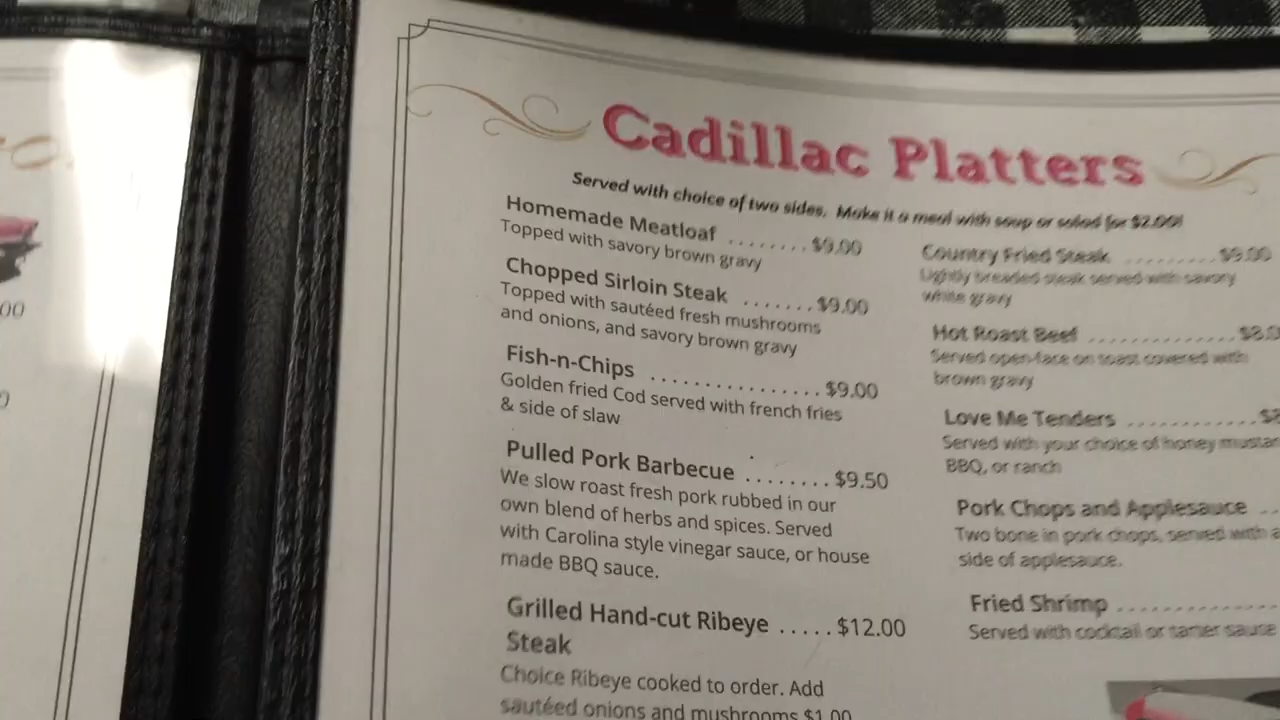 Cadillac Platters
Served with choice of two sides. Make it a meal with soup or salad for $2.00!
Homemade Meatloaf ........ $9.00
Topped with savory brown gravy
Chopped Sirloin Steak ....... $9.00
Topped with sautéed fresh mushrooms
and onions, and savory brown gravy
Fish-n-Chips ................ $9.00
Golden fried Cod served with french fries
& side of slaw
Pulled Pork Barbecue ........ $9.50
We slow roast fresh pork rubbed in our
own blend of herbs and spices. Served
with Carolina style vinegar sauce, or house
made BBQ sauce.
Grilled Hand-cut Ribeye ..... $12.00
Steak
Choice Ribeye cooked to order. Add
sautéed onions and mushrooms $1.00
Country Fried Steak ......... $9.00
Lightly breaded steak served with savory
white gravy
Hot Roast Beef .............
Served open-face on toast covered with
brown gravy
Love Me Tenders ............
Served with your choice of honey
BBQ, or ranch
Pork Chops and Applesauce ..
Two bone in pork chops, served with a
side of applesauce.
Fried Shrimp ..........
Served with cocktail or tarter sauce